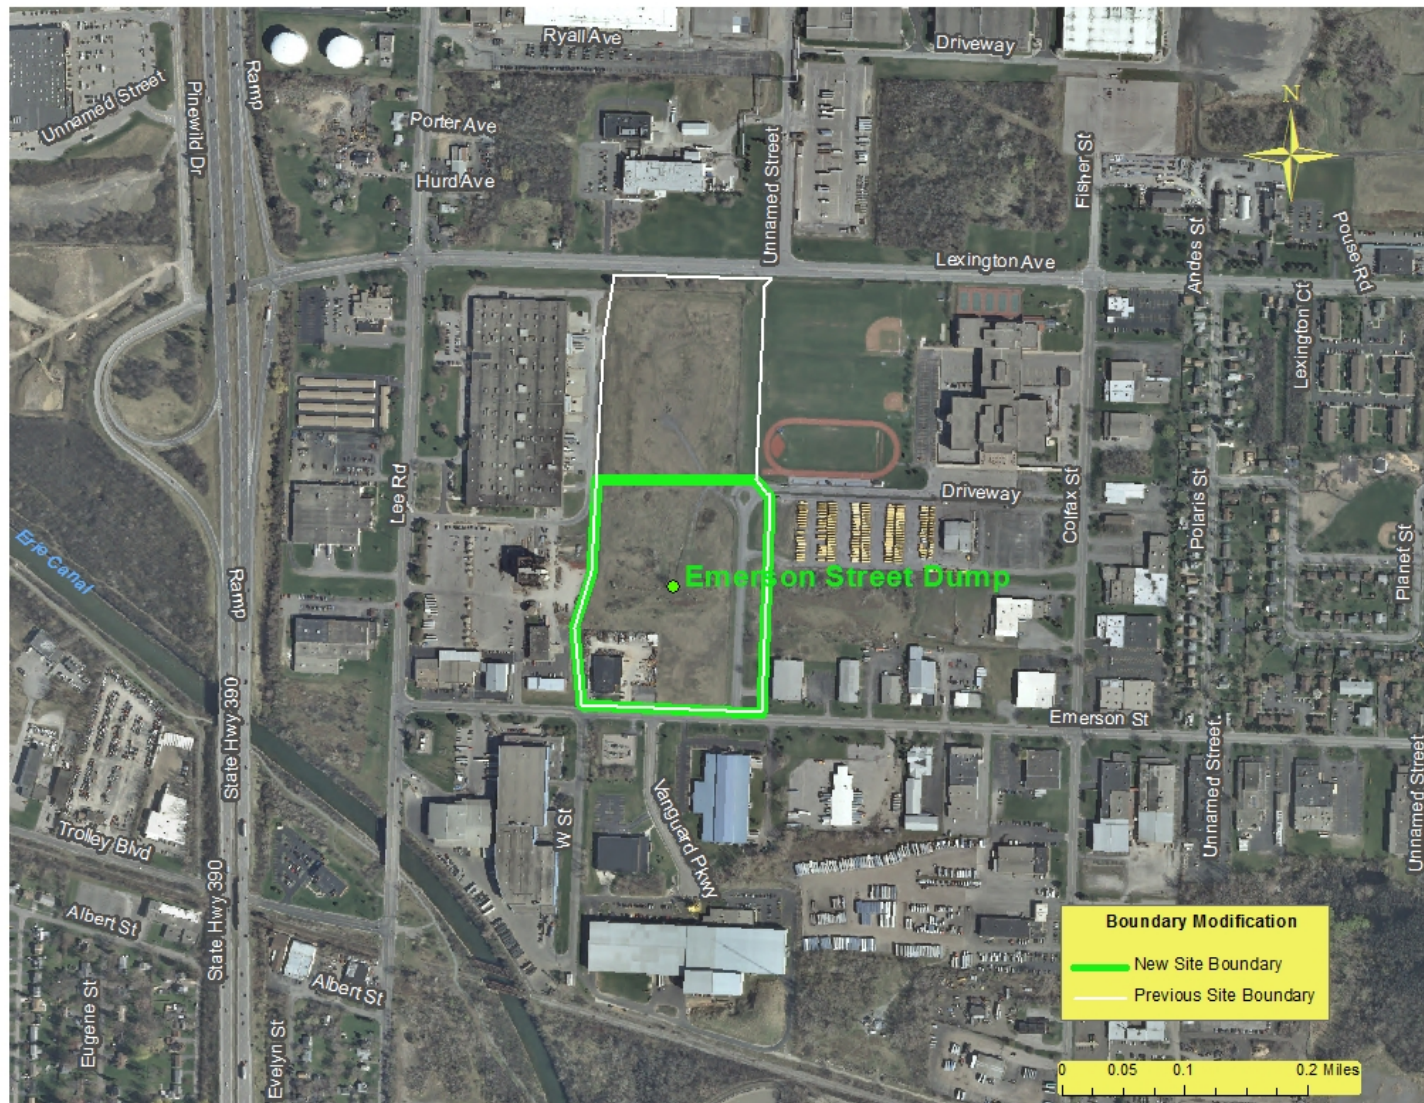 Ryall Ave
Driveway
Ramp
Unnamed Street
Pinewild Dr
Porter Ave
Hurd Ave
Unnamed Street
Fisher St
N
Andes St
Pouse Rd
Lexington Ave
Lexington Ct
Lee Rd
Driveway
Colfax St
Polaris St
Planet St
Erie Canal
Ramp
Emerson Street Dump
State Hwy 390
Emerson St
Unnamed Street
Unnamed Street
Trolley Blvd
W St
Vanguard Pkwy
State Hwy 390
Albert St
Albert St
Eugene St
Evelyn St
Boundary Modification
New Site Boundary
Previous Site Boundary
0 0.05 0.1 0.2 Miles